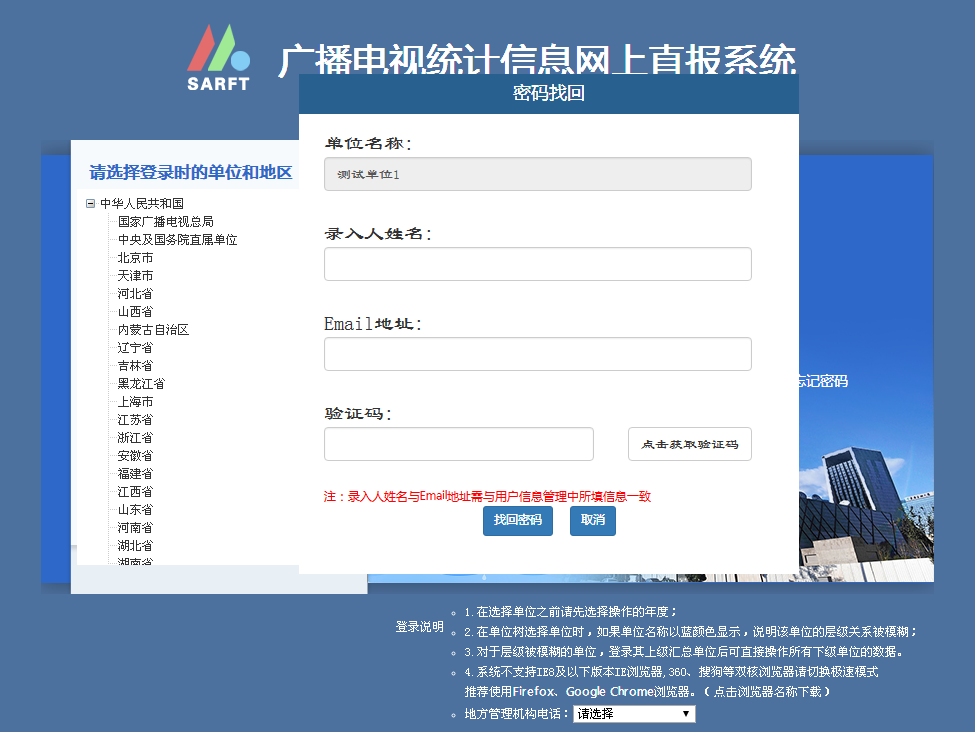 SARFT
广播电视统计信息网上直报系统
密码找回
单位名称：
测试单位1
录入人姓名：
Email地址：
验证码：
点击获取验证码
注：录入人姓名与Email地址需与用户信息管理中所填信息一致
找回密码
取消
请选择登录时的单位和地区
中华人民共和国
国家广播电视总局
中央及国务院直属单位
北京市
天津市
河北省
山西省
内蒙古自治区
辽宁省
吉林省
黑龙江省
上海市
江苏省
浙江省
安徽省
福建省
江西省
山东省
河南省
湖北省
湖南省
忘记密码
登录说明
1. 在选择单位之前请先选择操作的年度；
2. 在单位树选择单位时，如果单位名称以蓝颜色显示，说明该单位的层级关系被模糊；
3. 对于层级被模糊的单位，登录其上级汇总单位后可直接操作所有下级单位的数据。
4. 系统不支持IE8及以下版本IE浏览器, 360、搜狗等双核浏览器请切换极速模式
推荐使用Firefox、Google Chrome浏览器。（点击浏览器名称下载）
地方管理机构电话：请选择